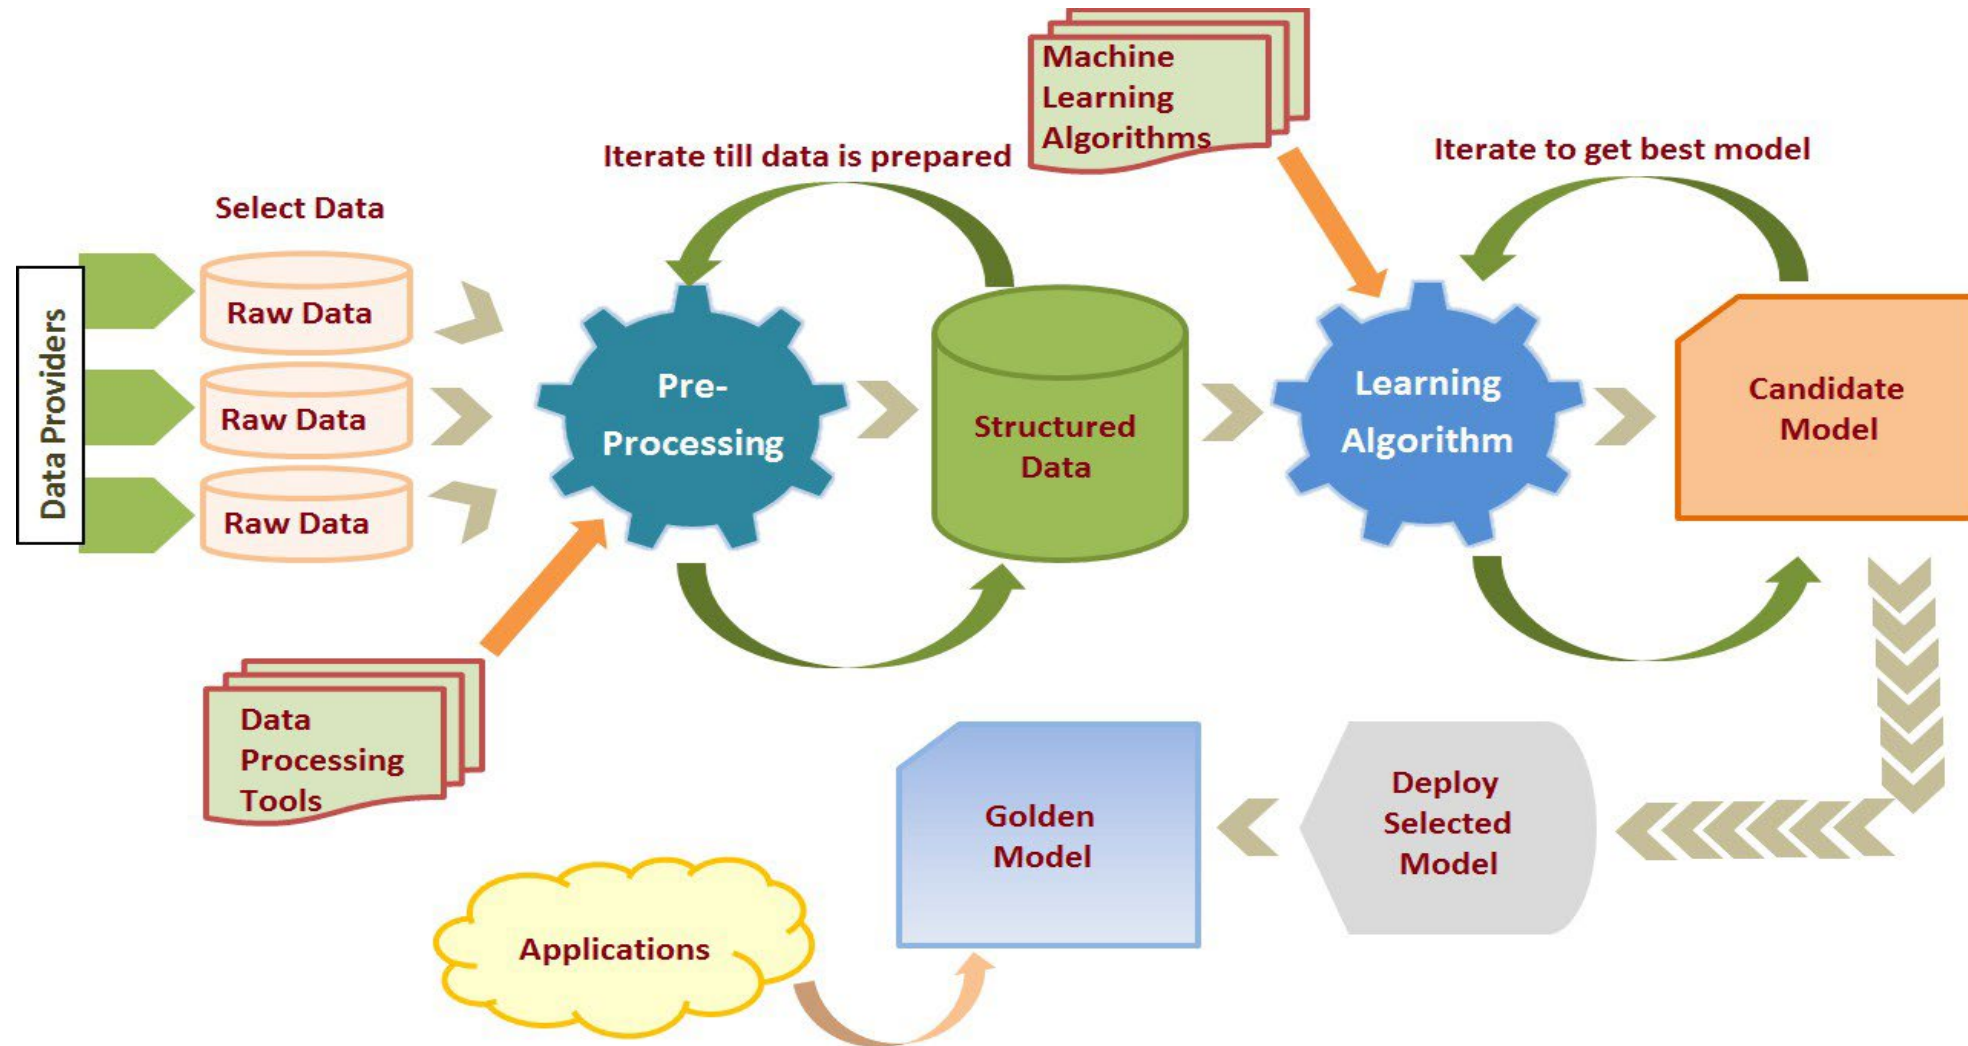 Machine
Learning
Algorithms
Iterate till data is prepared
Iterate to get best model
Select Data
Data Providers
Raw Data
Raw Data
Raw Data
Pre-
Processing
Structured
Data
Learning
Algorithm
Candidate
Model
Data
Processing
Tools
Golden
Model
Deploy
Selected
Model
Applications